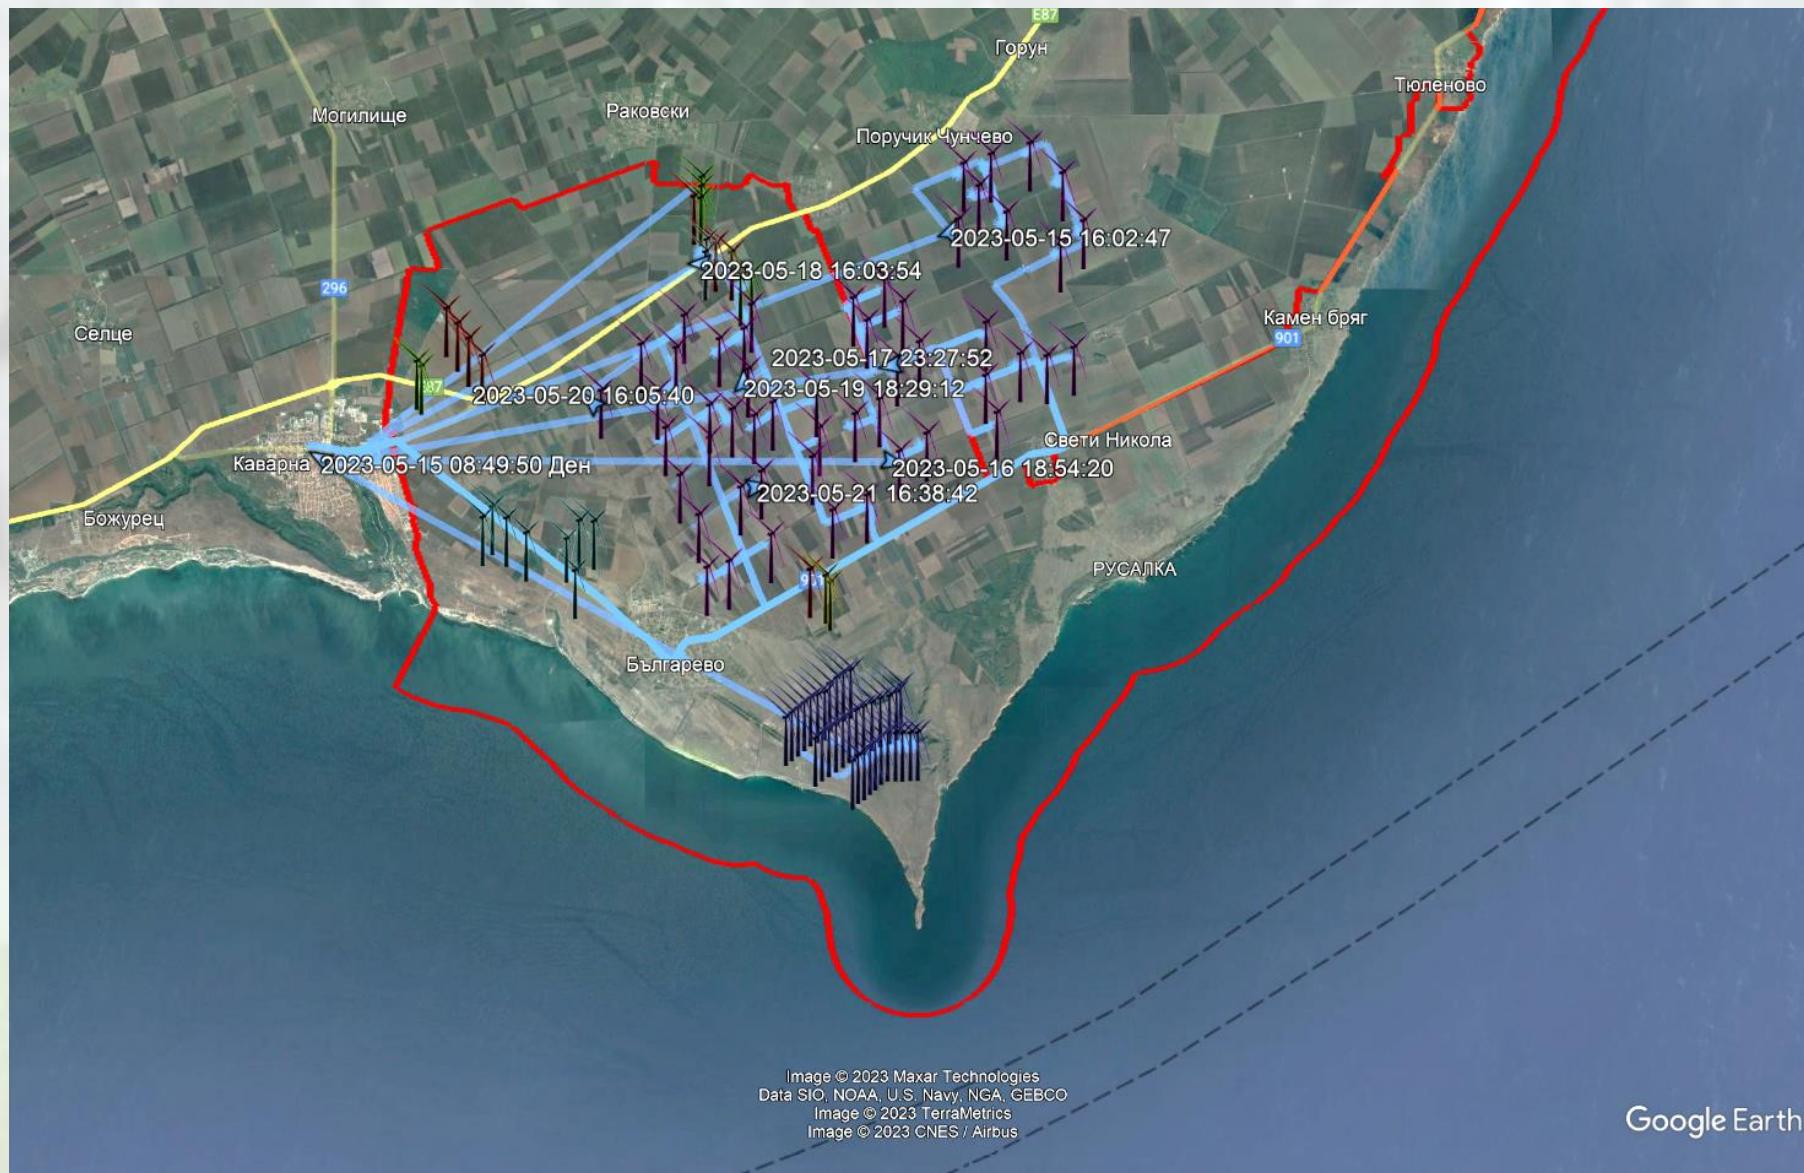 E87
Горун
Тюленово
Могилище
Раковски
Поручик Чунчево
2023-05-15 16:02:47
2023-05-18 16:03:54
296
Камен бряг
Селце
901
2023-05-17 23:27:52
2023-05-19 18:29:12
2023-05-20 16:05:40
Свети Никола
Каварна
2023-05-15 08:49:50 Ден
2023-05-16 18:54:20
2023-05-21 16:38:42
Божурец
РУСАЛКА
Българево
Image © 2023 Maxar Technologies
Data SIO, NOAA, U.S. Navy, NGA, GEBCO
Image © 2023 TerraMetrics
Image © 2023 CNES / Airbus
Google Earth